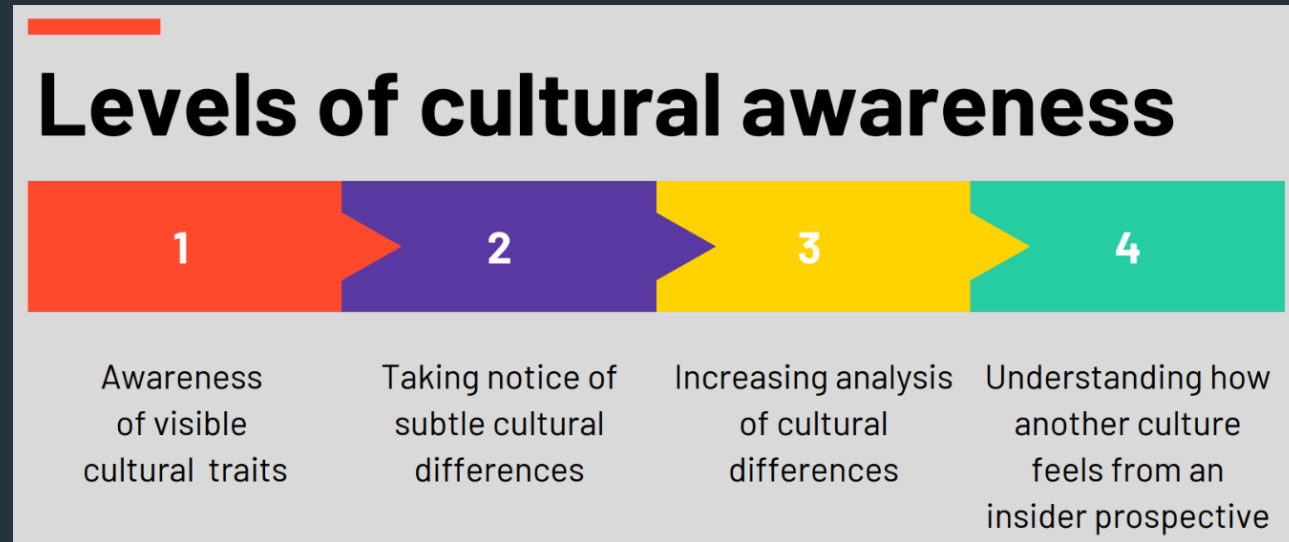 Levels of cultural awareness
1
2
3
4
Awareness
of visible
cultural traits
Taking notice of
subtle cultural
differences
Increasing analysis
of cultural
differences
Understanding how
another culture
feels from an
insider prospective